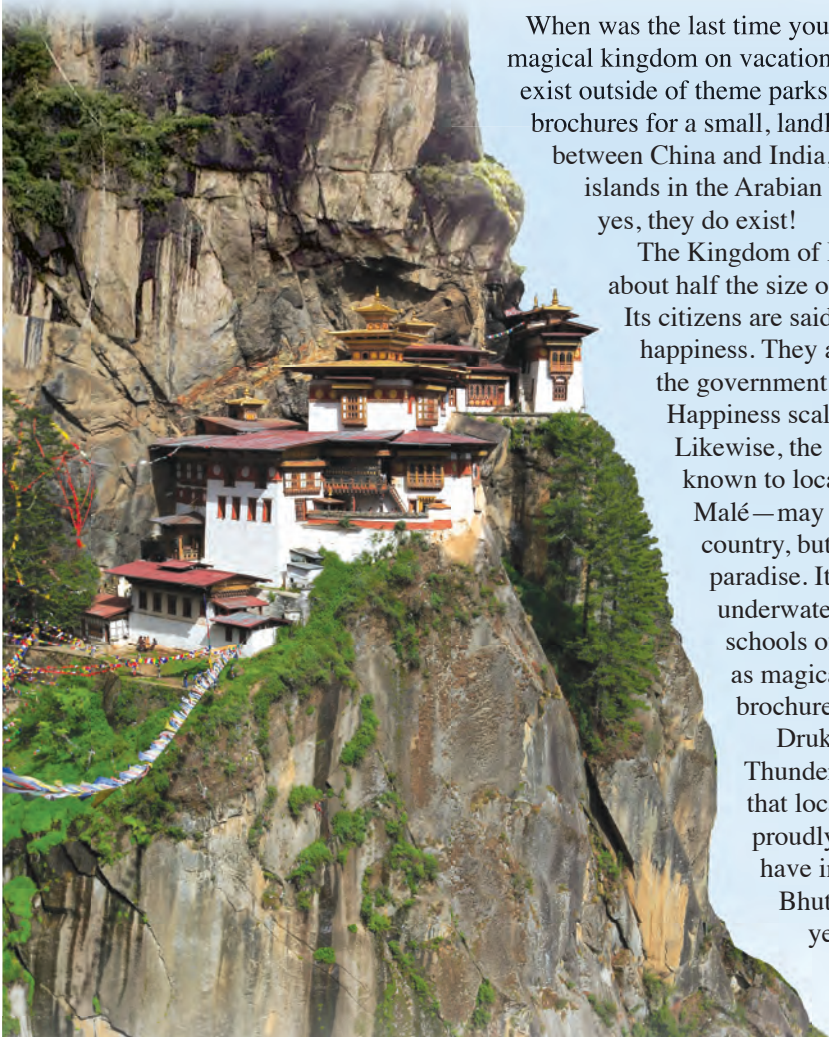 When was the last time you
magical kingdom on vacation
exist outside of theme parks
brochures for a small, landl
between China and India,
islands in the Arabian
yes, they do exist!
The Kingdom of
about half the size o
Its citizens are said
happiness. They a
the government
Happiness scal
Likewise, the
known to loca
Malé—may
country, but
paradise. It
underwate
schools o
as magica
brochure
Druk
Thunder
that loca
proudly
have i
Bhut
ye